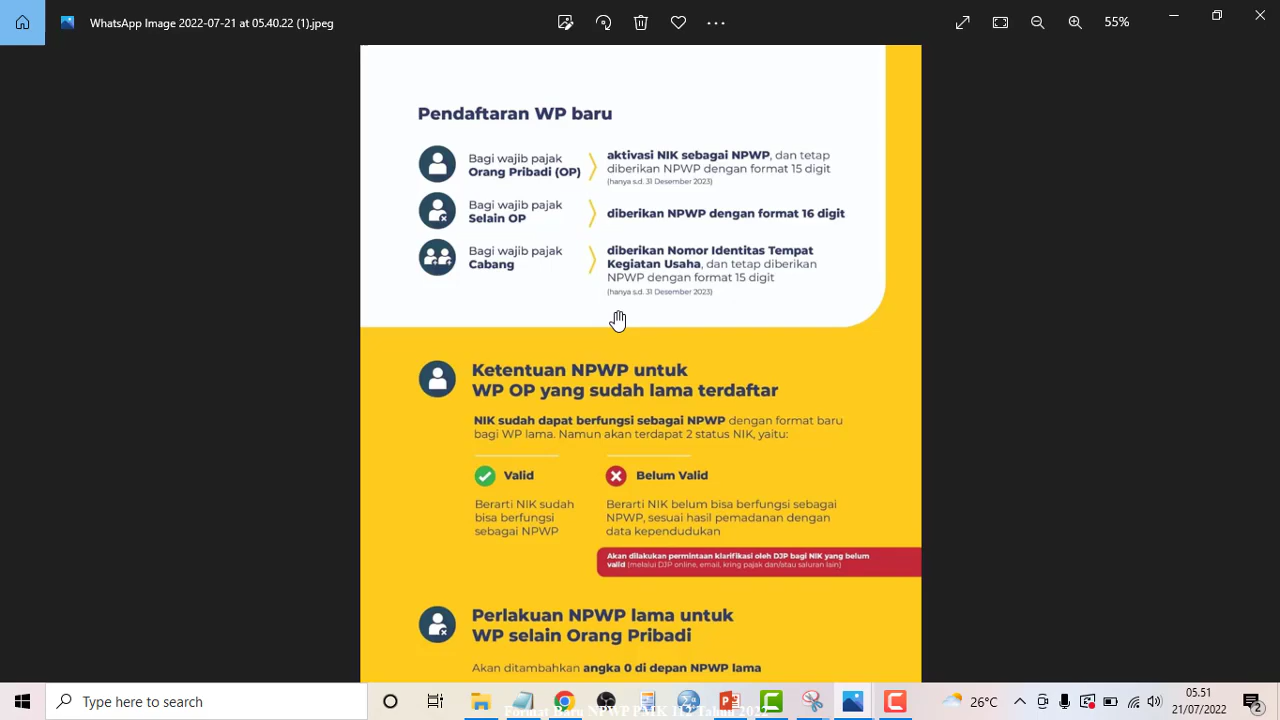 WhatsApp Image 2022-07-21 at 05.40.22 (1).jpeg
55%
Pendaftaran WP baru
Bagi wajib pajak
Orang Pribadi (OP)
aktivasi NIK sebagai NPWP, dan tetap
diberikan NPWP dengan format 15 digit
(hanya s.d. 31 Desember 2023)
Bagi wajib pajak
Selain OP
diberikan NPWP dengan format 16 digit
Bagi wajib pajak
Cabang
diberikan Nomor Identitas Tempat
Kegiatan Usaha, dan tetap diberikan
NPWP dengan format 15 digit
(hanya s.d. 31 Desember 2023)
Ketentuan NPWP untuk
WP OP yang sudah lama terdaftar
NIK sudah dapat berfungsi sebagai NPWP dengan format baru
bagi WP lama. Namun akan terdapat 2 status NIK, yaitu:
Valid
Berarti NIK sudah
bisa berfungsi
sebagai NPWP
Belum Valid
Berarti NIK belum bisa berfungsi sebagai
NPWP, sesuai hasil pemadanan dengan
data kependudukan
Akan dilakukan permintaan klarifikasi oleh DJP bagi NIK yang belum
valid (melalui DJP online, email, kring pajak dan/atau saluran lain)
Perlakuan NPWP lama untuk
WP selain Orang Pribadi
Akan ditambahkan angka 0 di depan NPWP lama
Type here to search
05.51
21/07/2022
2
Format Baru NPWP PMK 112 Tahun 2022